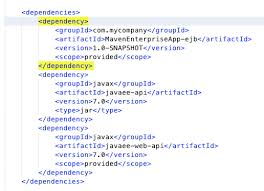 <dependencies>
<dependency>
<groupId>com.mycompany</groupId>
<artifactId>MavenEnterpriseApp-ejb</artifactId>
<version>1.0-SNAPSHOT</version>
<scope>provided</scope>
</dependency>
<dependency>
<groupId>javax</groupId>
<artifactId>javaee-api</artifactId>
<version>7.0</version>
<type>jar</type>
</dependency>
<dependency>
<groupId>javax</groupId>
<artifactId>javaee-web-api</artifactId>
<version>7.0</version>
<scope>provided</scope>
</dependency>
</dependencies>